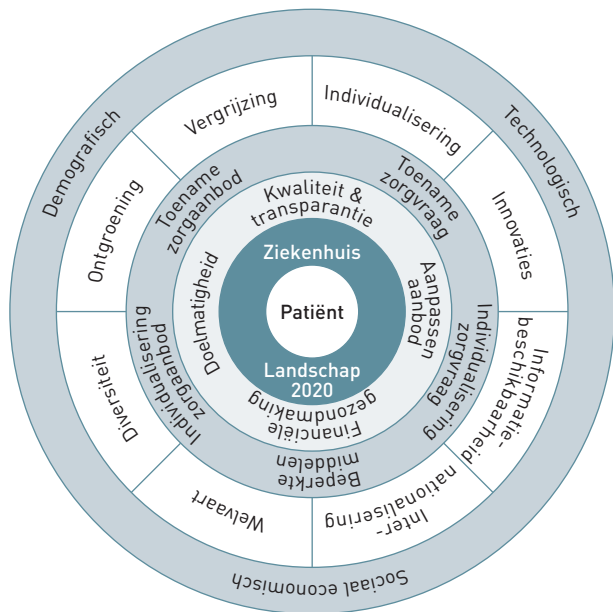 Demografisch
Technologisch
Sociaal economisch
Vergrijzing
Individualisering
Innovaties
Informatie-
beschikbaarheid
Inter-
nationalisering
Welvaart
Diversiteit
Ontgroening
Toename
zorgaanbod
Toename
zorgvraag
Individualisering
zorgvraag
Beperkte
middelen
Individualisering
zorgaanbod
Kwaliteit &
transparantie
Aanpassen
aanbod
Financiële
gezondmaking
Doelmatigheid
Ziekenhuis
Patiënt
Landschap
2020